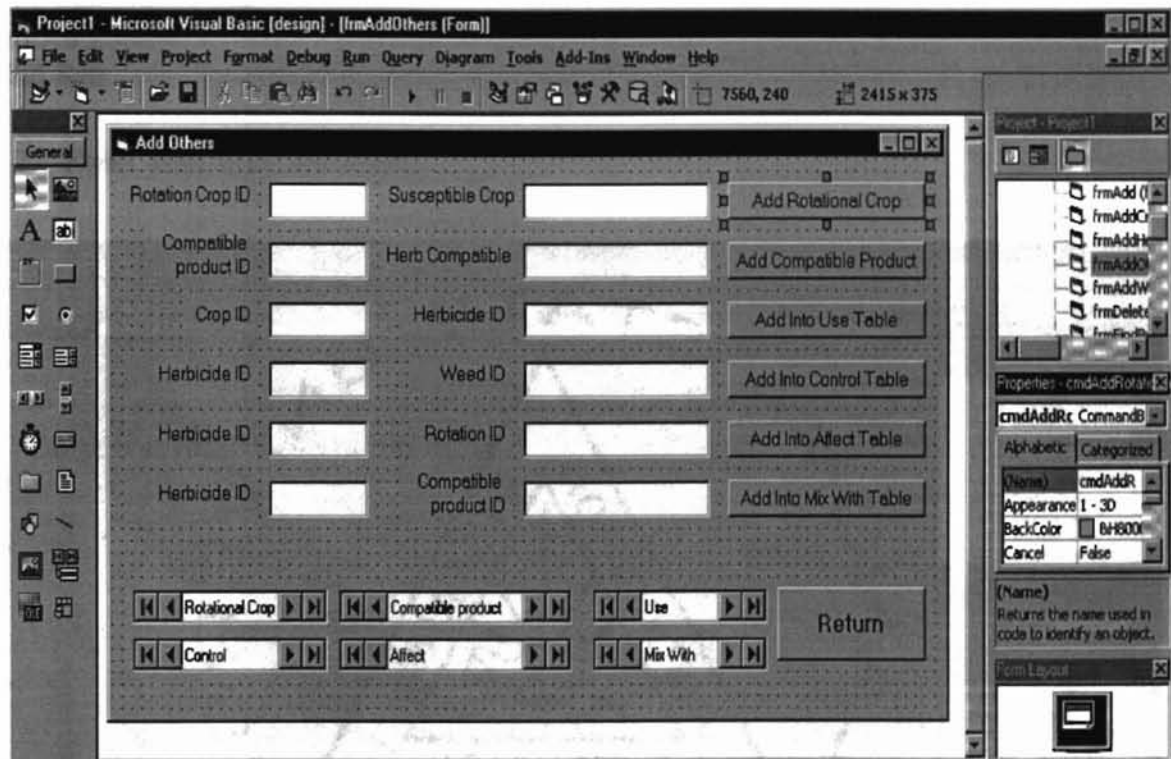 Project1 - Microsoft Visual Basic [design] - [frmAddOthers (Form)]
File Edit View Project Format Debug Run Query Diagram Tools Add-Ins Window Help
7560, 240 2415 x 375
General
Add Others
Rotation Crop ID Susceptible Crop Add Rotational Crop
Compatible product ID Herb Compatible Add Compatible Product
Crop ID Herbicide ID Add Into Use Table
Herbicide ID Weed ID Add Into Control Table
Herbicide ID Rotation ID Add Into Affect Table
Herbicide ID Compatible product ID Add Into Mix With Table
Rotational Crop Compatible product Use
Control Affect Mix With
Return
Project - Project1
frmAdd (
frmAddCr
frmAddHe
frmAddOt
frmAddW
frmDelete
Properties - cmdAddRotat
cmdAddRo CommandB
Alphabetic Categorized
(Name) cmdAddR
Appearance 1 - 3D
BackColor &H800
Cancel False
(Name)
Returns the name used in
code to identify an object.
Form Layout